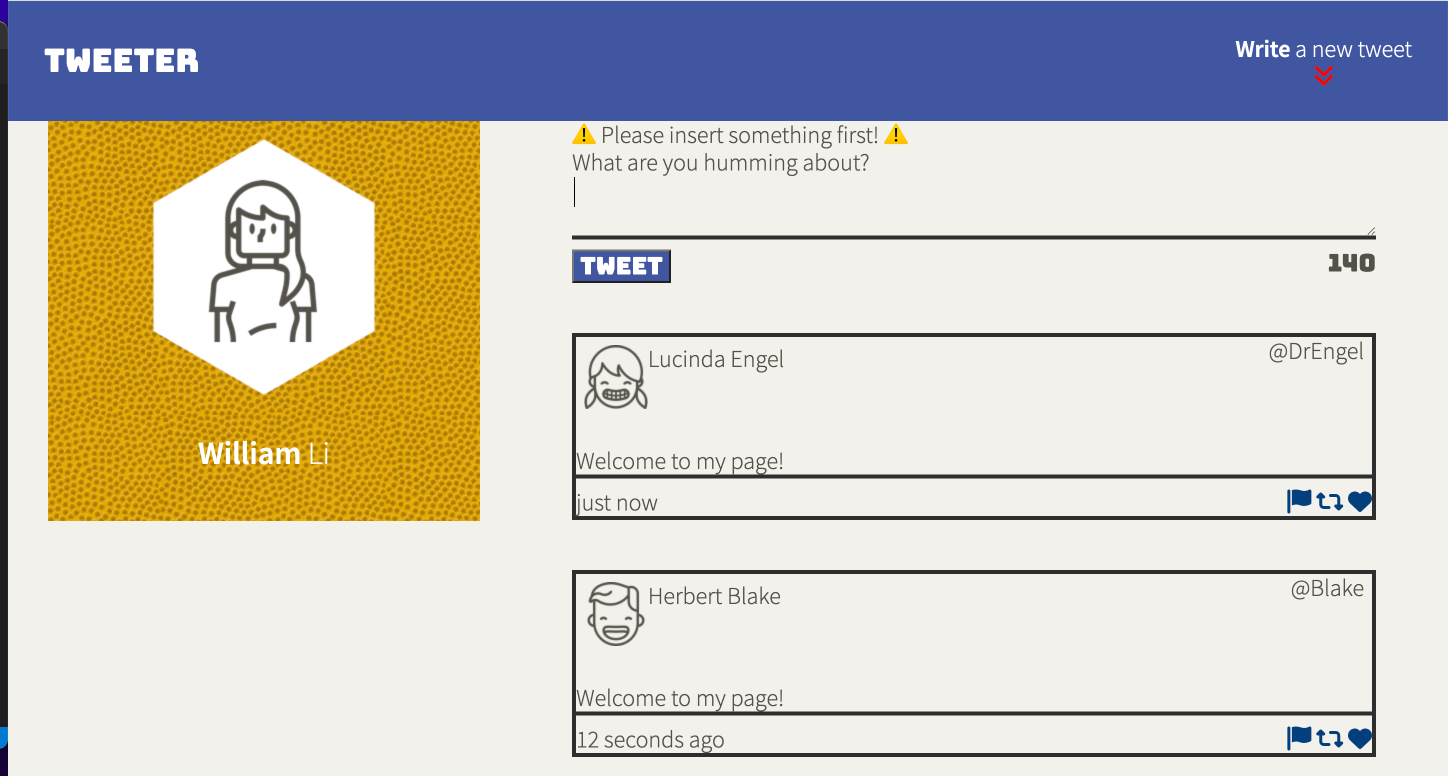 TWEETER
Write a new tweet
⚠️ Please insert something first! ⚠️
What are you humming about?
TWEET
140
William Li
Lucinda Engel
@DrEngel
Welcome to my page!
just now
Herbert Blake
@Blake
Welcome to my page!
12 seconds ago